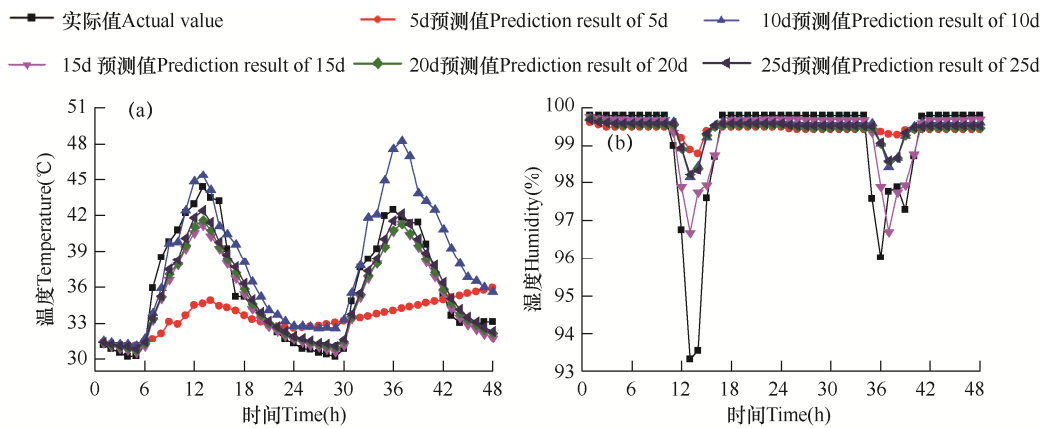 实际值Actual value 5d预测值Prediction result of 5d 10d预测值Prediction result of 10d
15d 预测值Prediction result of 15d 20d预测值Prediction result of 20d 25d预测值Prediction result of 25d
(a)
温度Temperature(℃)
51
48
45
42
39
36
33
30
0 6 12 18 24 30 36 42 48
时间Time(h)
(b)
湿度Humidity(%)
100
99
98
97
96
95
94
93
0 6 12 18 24 30 36 42 48
时间Time(h)